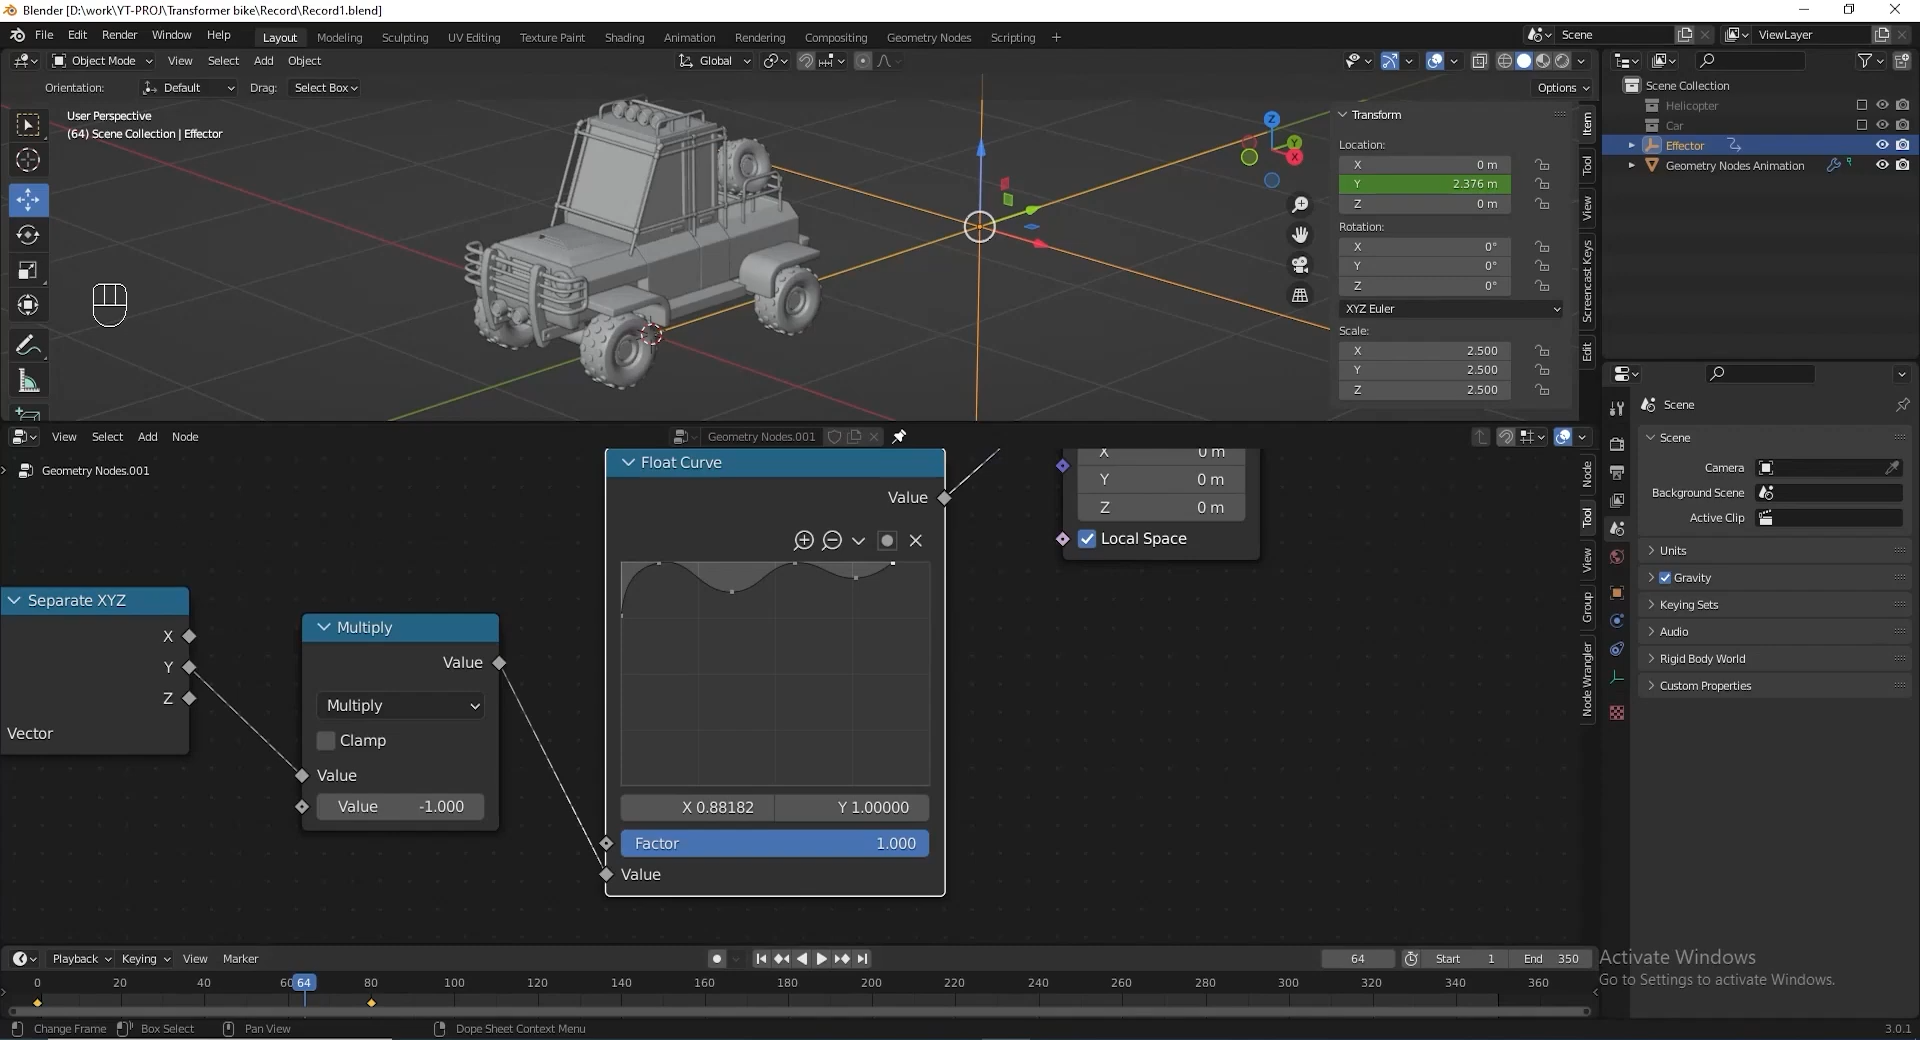 Blender [D:\work\YT-PROJ\Transformer bike\Record\Record1.blend]
File Edit Render Window Help Layout Modeling Sculpting UV Editing Texture Paint Shading Animation Rendering Compositing Geometry Nodes Scripting + Scene ViewLayer
Object Mode View Select Add Object Global
Orientation: Default Drag: Select Box Options
User Perspective
(64) Scene Collection | Effector
Transform
Location:
X 0 m
Y 2.376 m
Z 0 m
Rotation:
X 0°
Y 0°
Z 0°
XYZ Euler
Scale:
X 2.500
Y 2.500
Z 2.500
Z
Y
X
Item
Tool
View
Screencast Keys
Edit
Scene Collection
Helicopter
Car
Effector
Geometry Nodes Animation
Scene
Scene
Camera
Background Scene
Active Clip
Units
Gravity
Keying Sets
Audio
Rigid Body World
Custom Properties
View Select Add Node Geometry Nodes.001
Geometry Nodes.001
Separate XYZ
X
Y
Z
Vector
Multiply
Value
Multiply
Clamp
Value
Value -1.000
Float Curve
Value
X 0.88182 Y 1.00000
Factor 1.000
Value
X 0 m
Y 0 m
Z 0 m
Local Space
Node
Tool
View
Group
Node Wrangler
Playback Keying View Marker 64 Start 1 End 350
0 20 40 60 64 80 100 120 140 160 180 200 220 240 260 280 300 320 340 360
Activate Windows
Go to Settings to activate Windows.
Change Frame Box Select Pan View Dope Sheet Context Menu 3.0.1